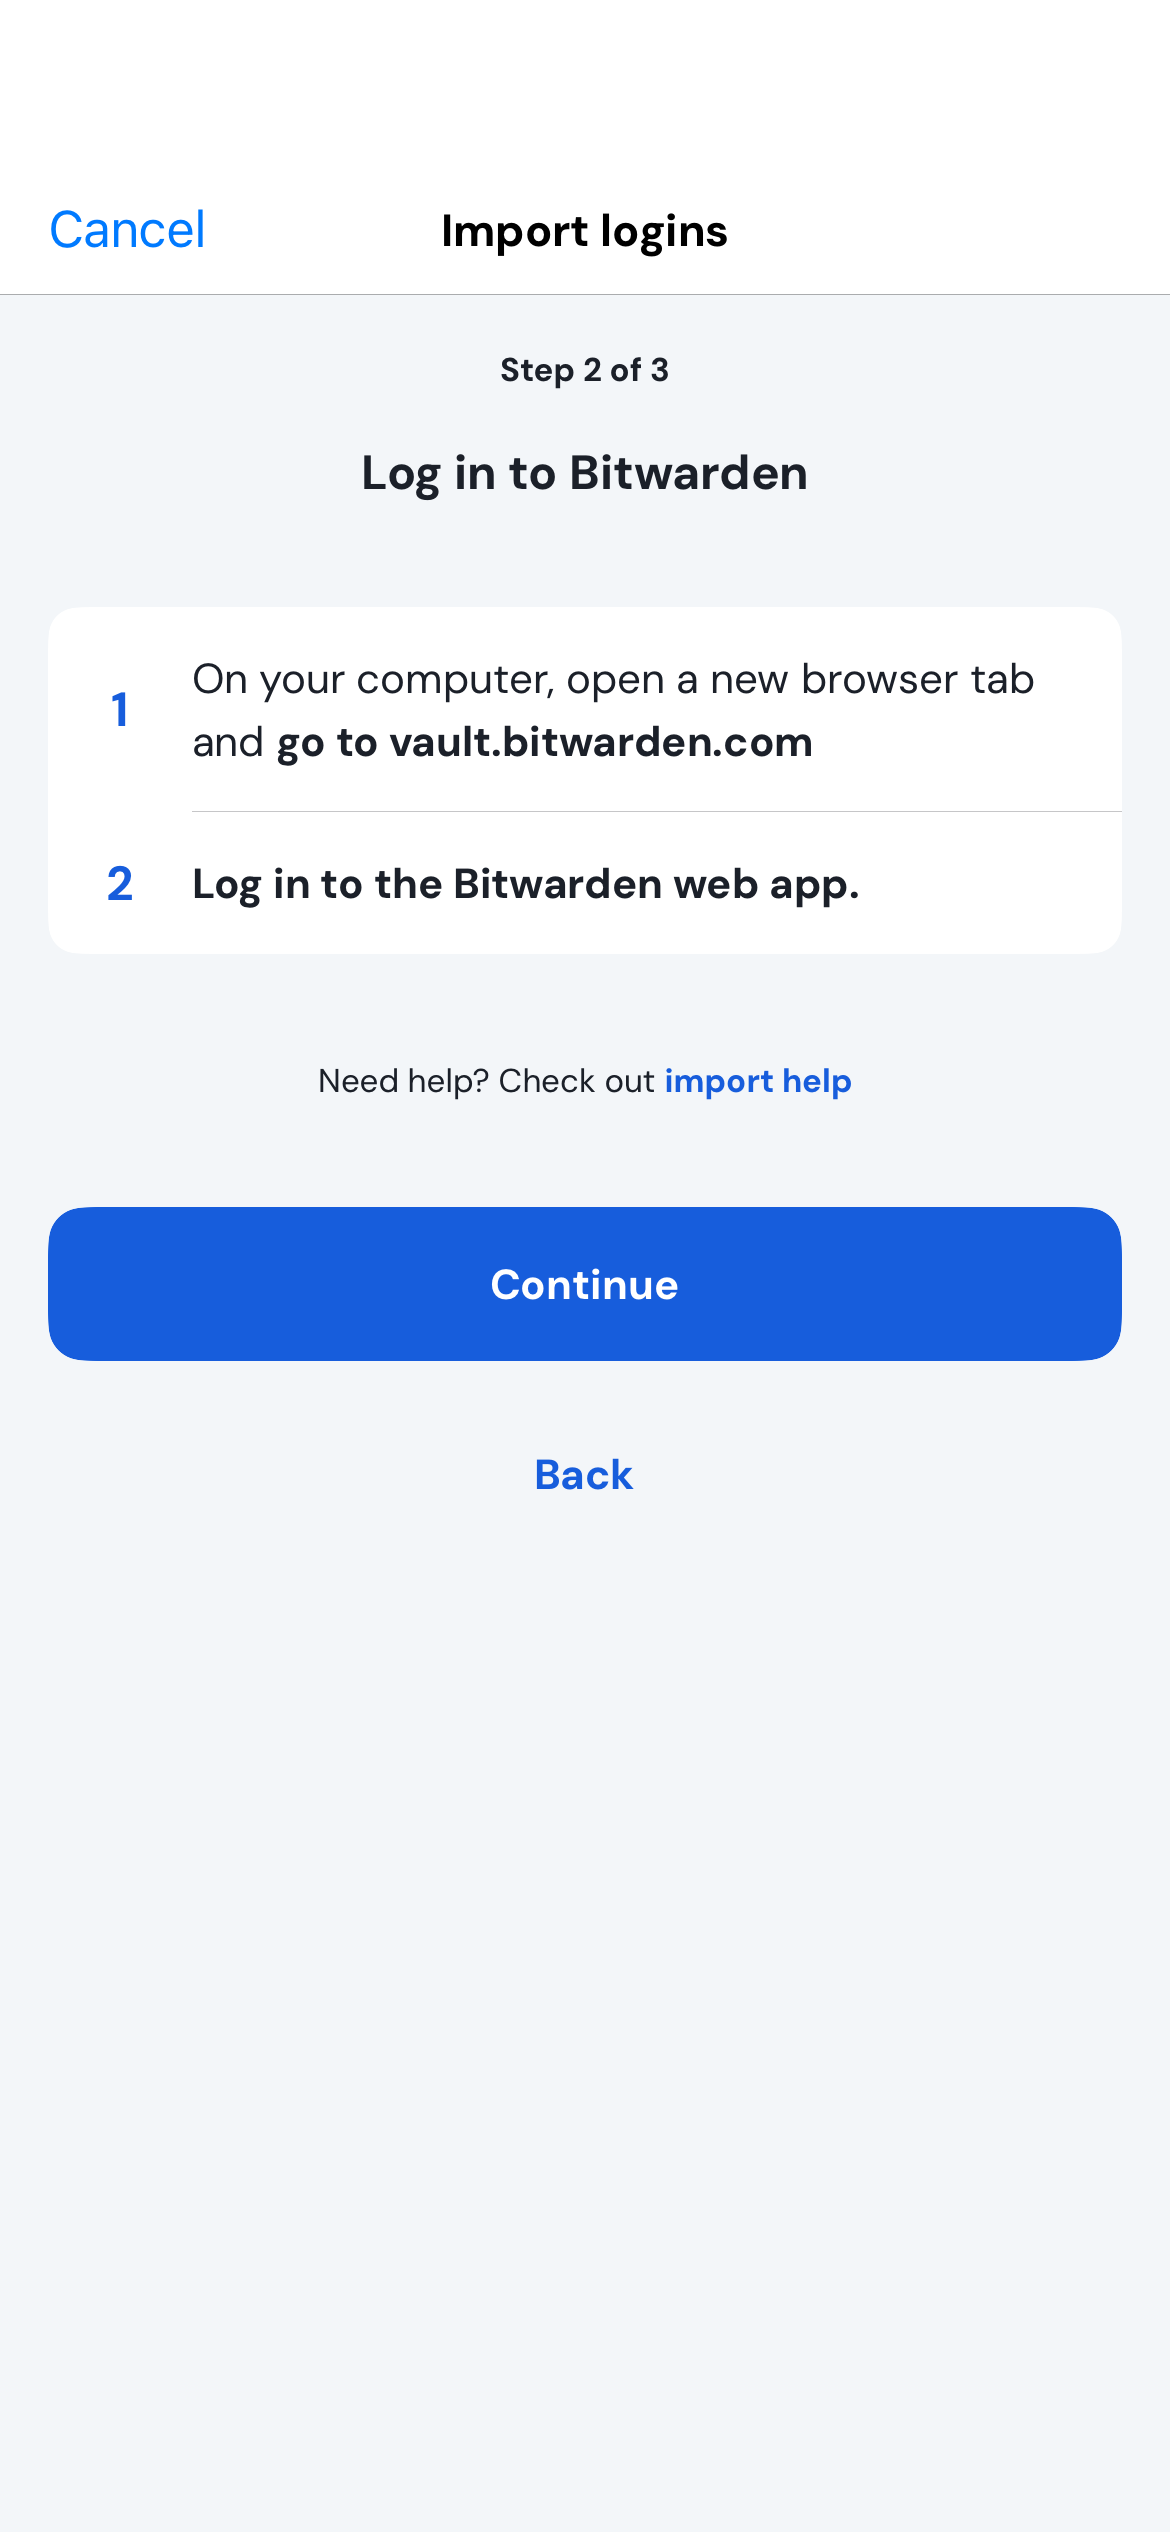 Cancel
Import logins
Step 2 of 3
Log in to Bitwarden
1
On your computer, open a new browser tab
and go to vault.bitwarden.com
2
Log in to the Bitwarden web app.
Need help? Check out import help
Continue
Back